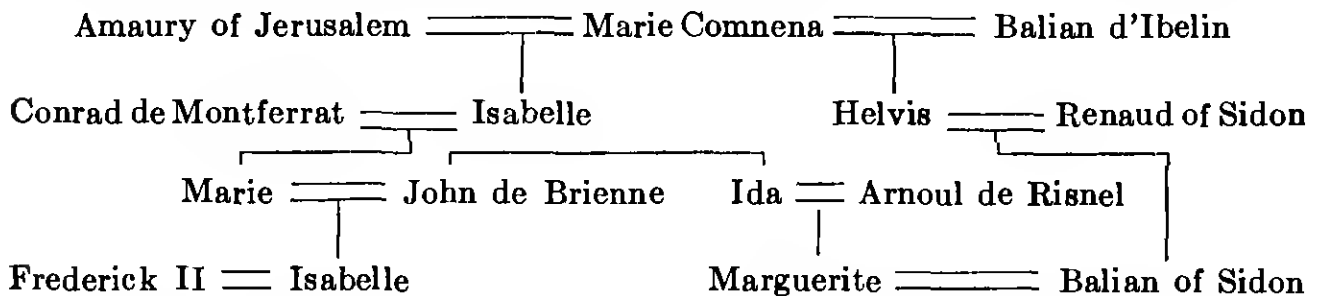 Amaury of Jerusalem Marie Comnena Balian d'Ibelin
Conrad de Montferrat Isabelle Helvis Renaud of Sidon
Marie John de Brienne Ida Arnoul de Risnel
Frederick II Isabelle Marguerite Balian of Sidon